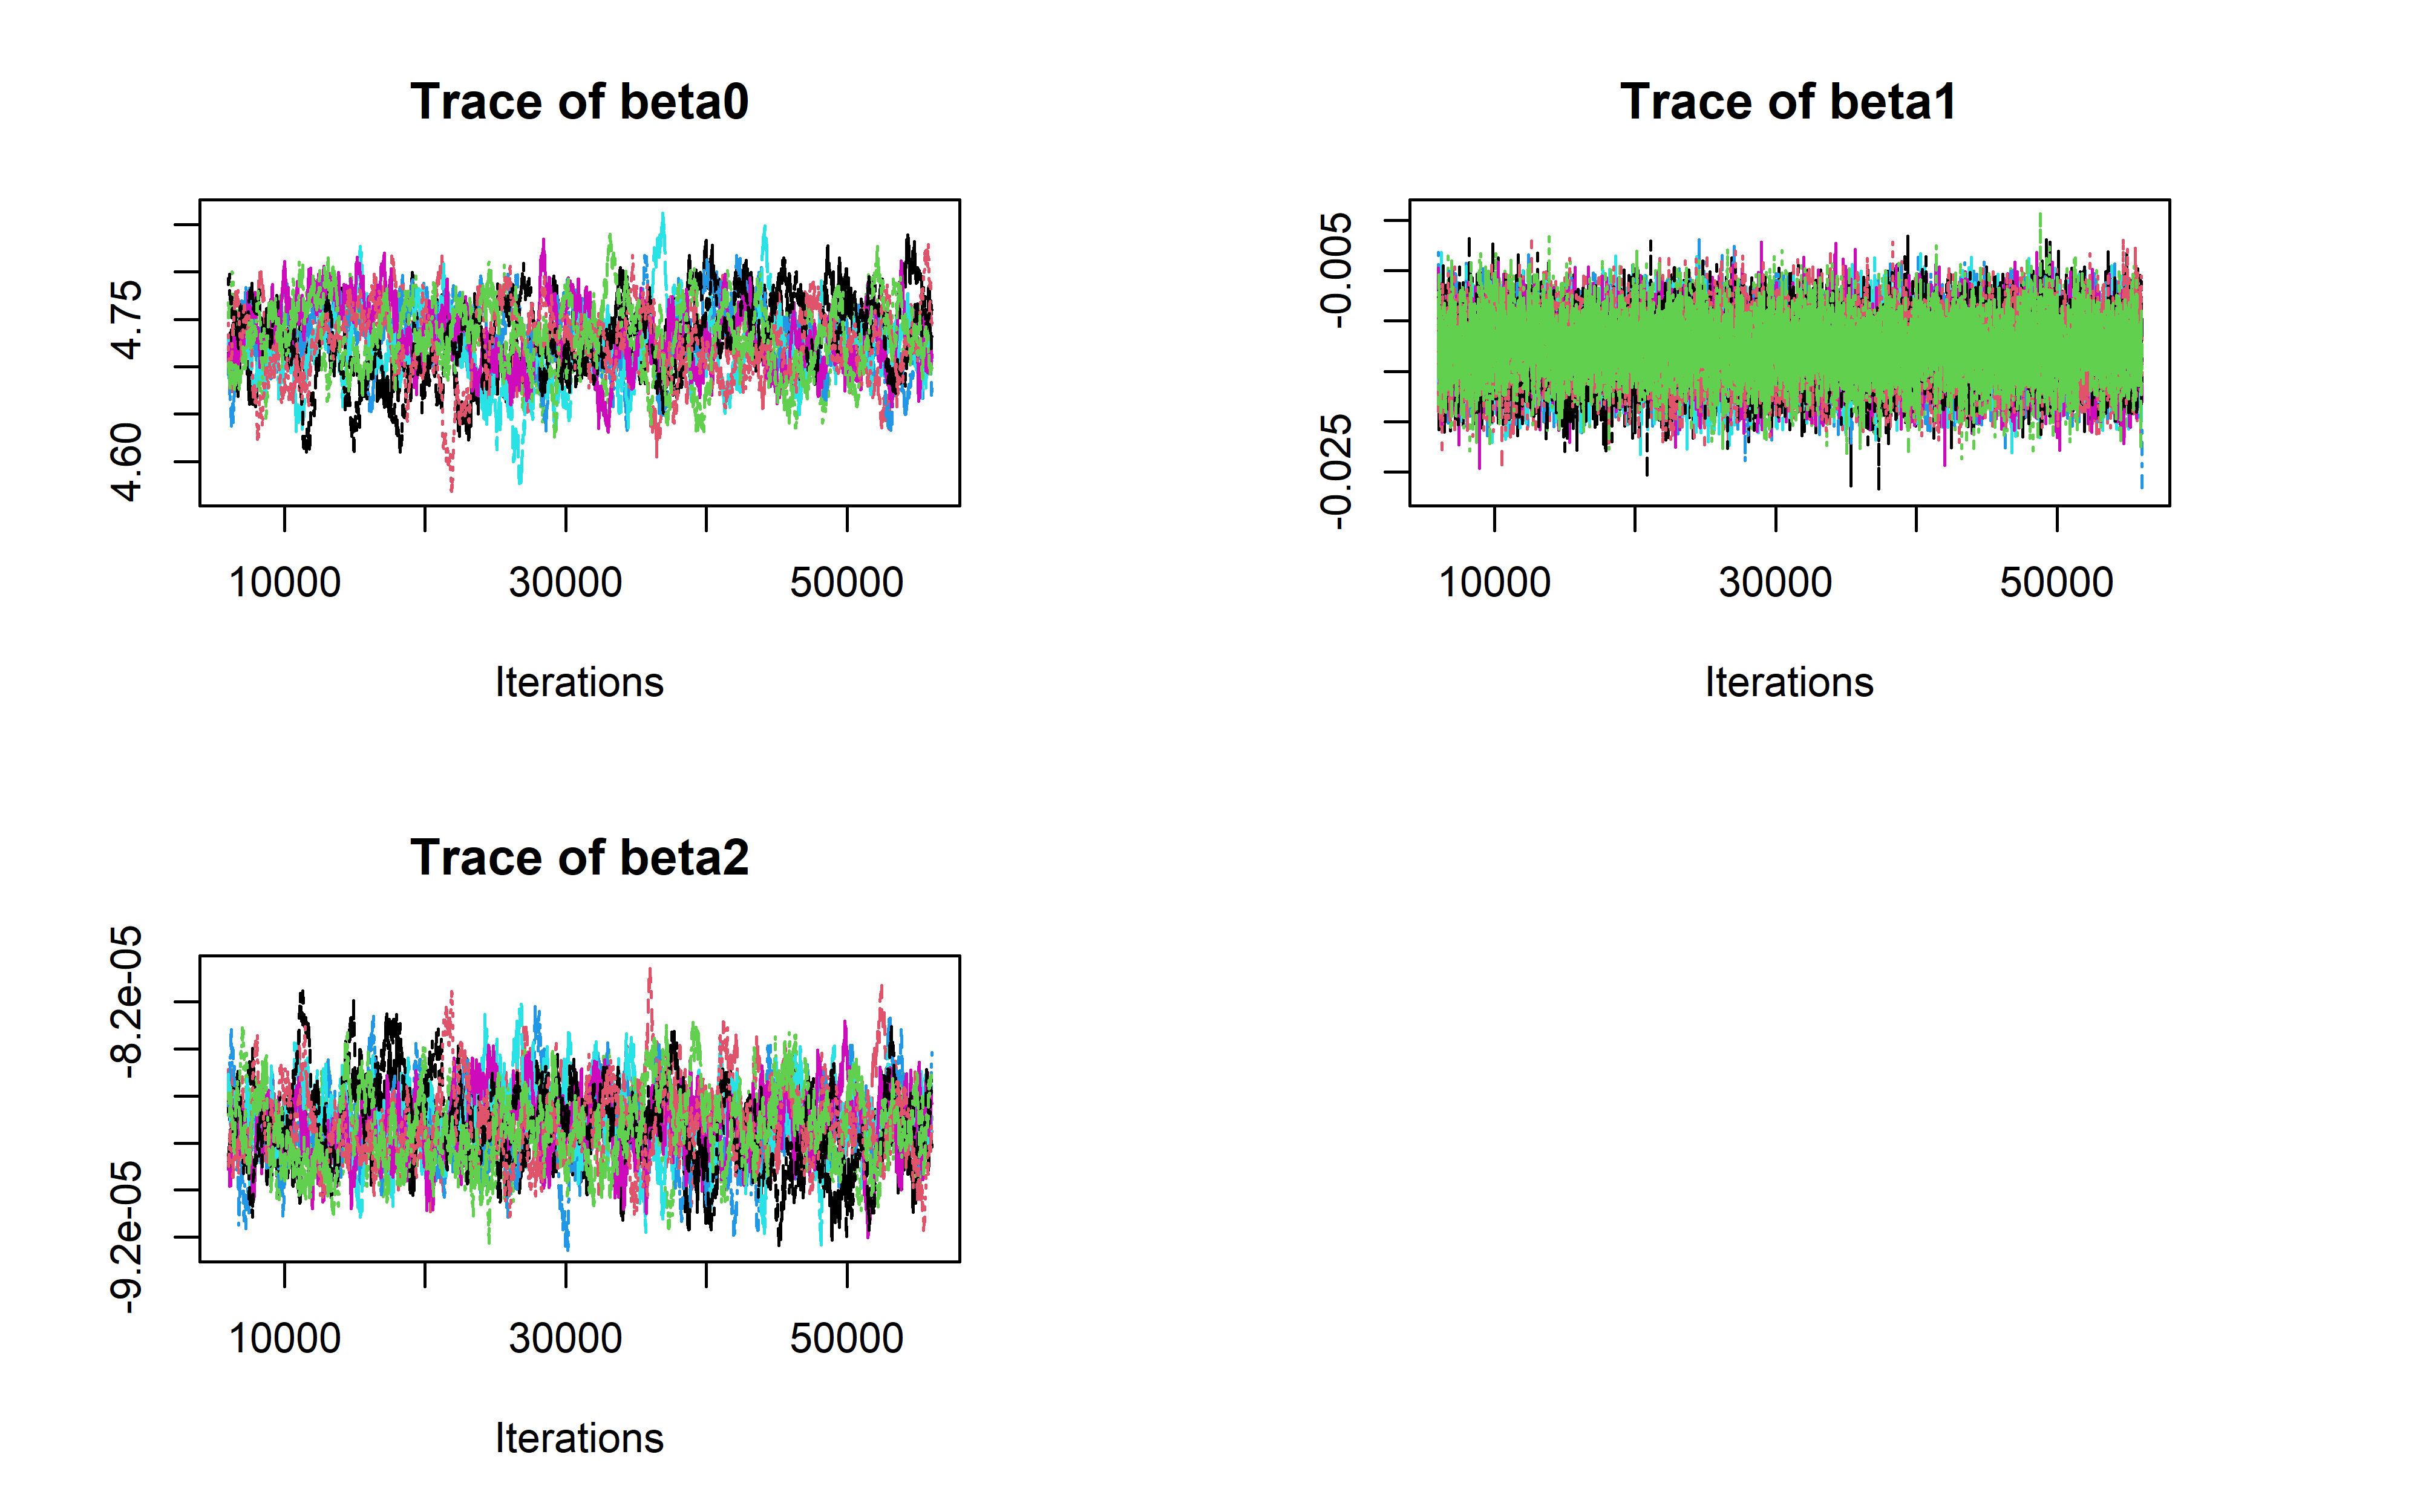 Trace of beta0
4.60 4.75
10000 30000 50000
Iterations
Trace of beta1
-0.025 -0.005
10000 30000 50000
Iterations
Trace of beta2
-9.2e-05 -8.2e-05
10000 30000 50000
Iterations